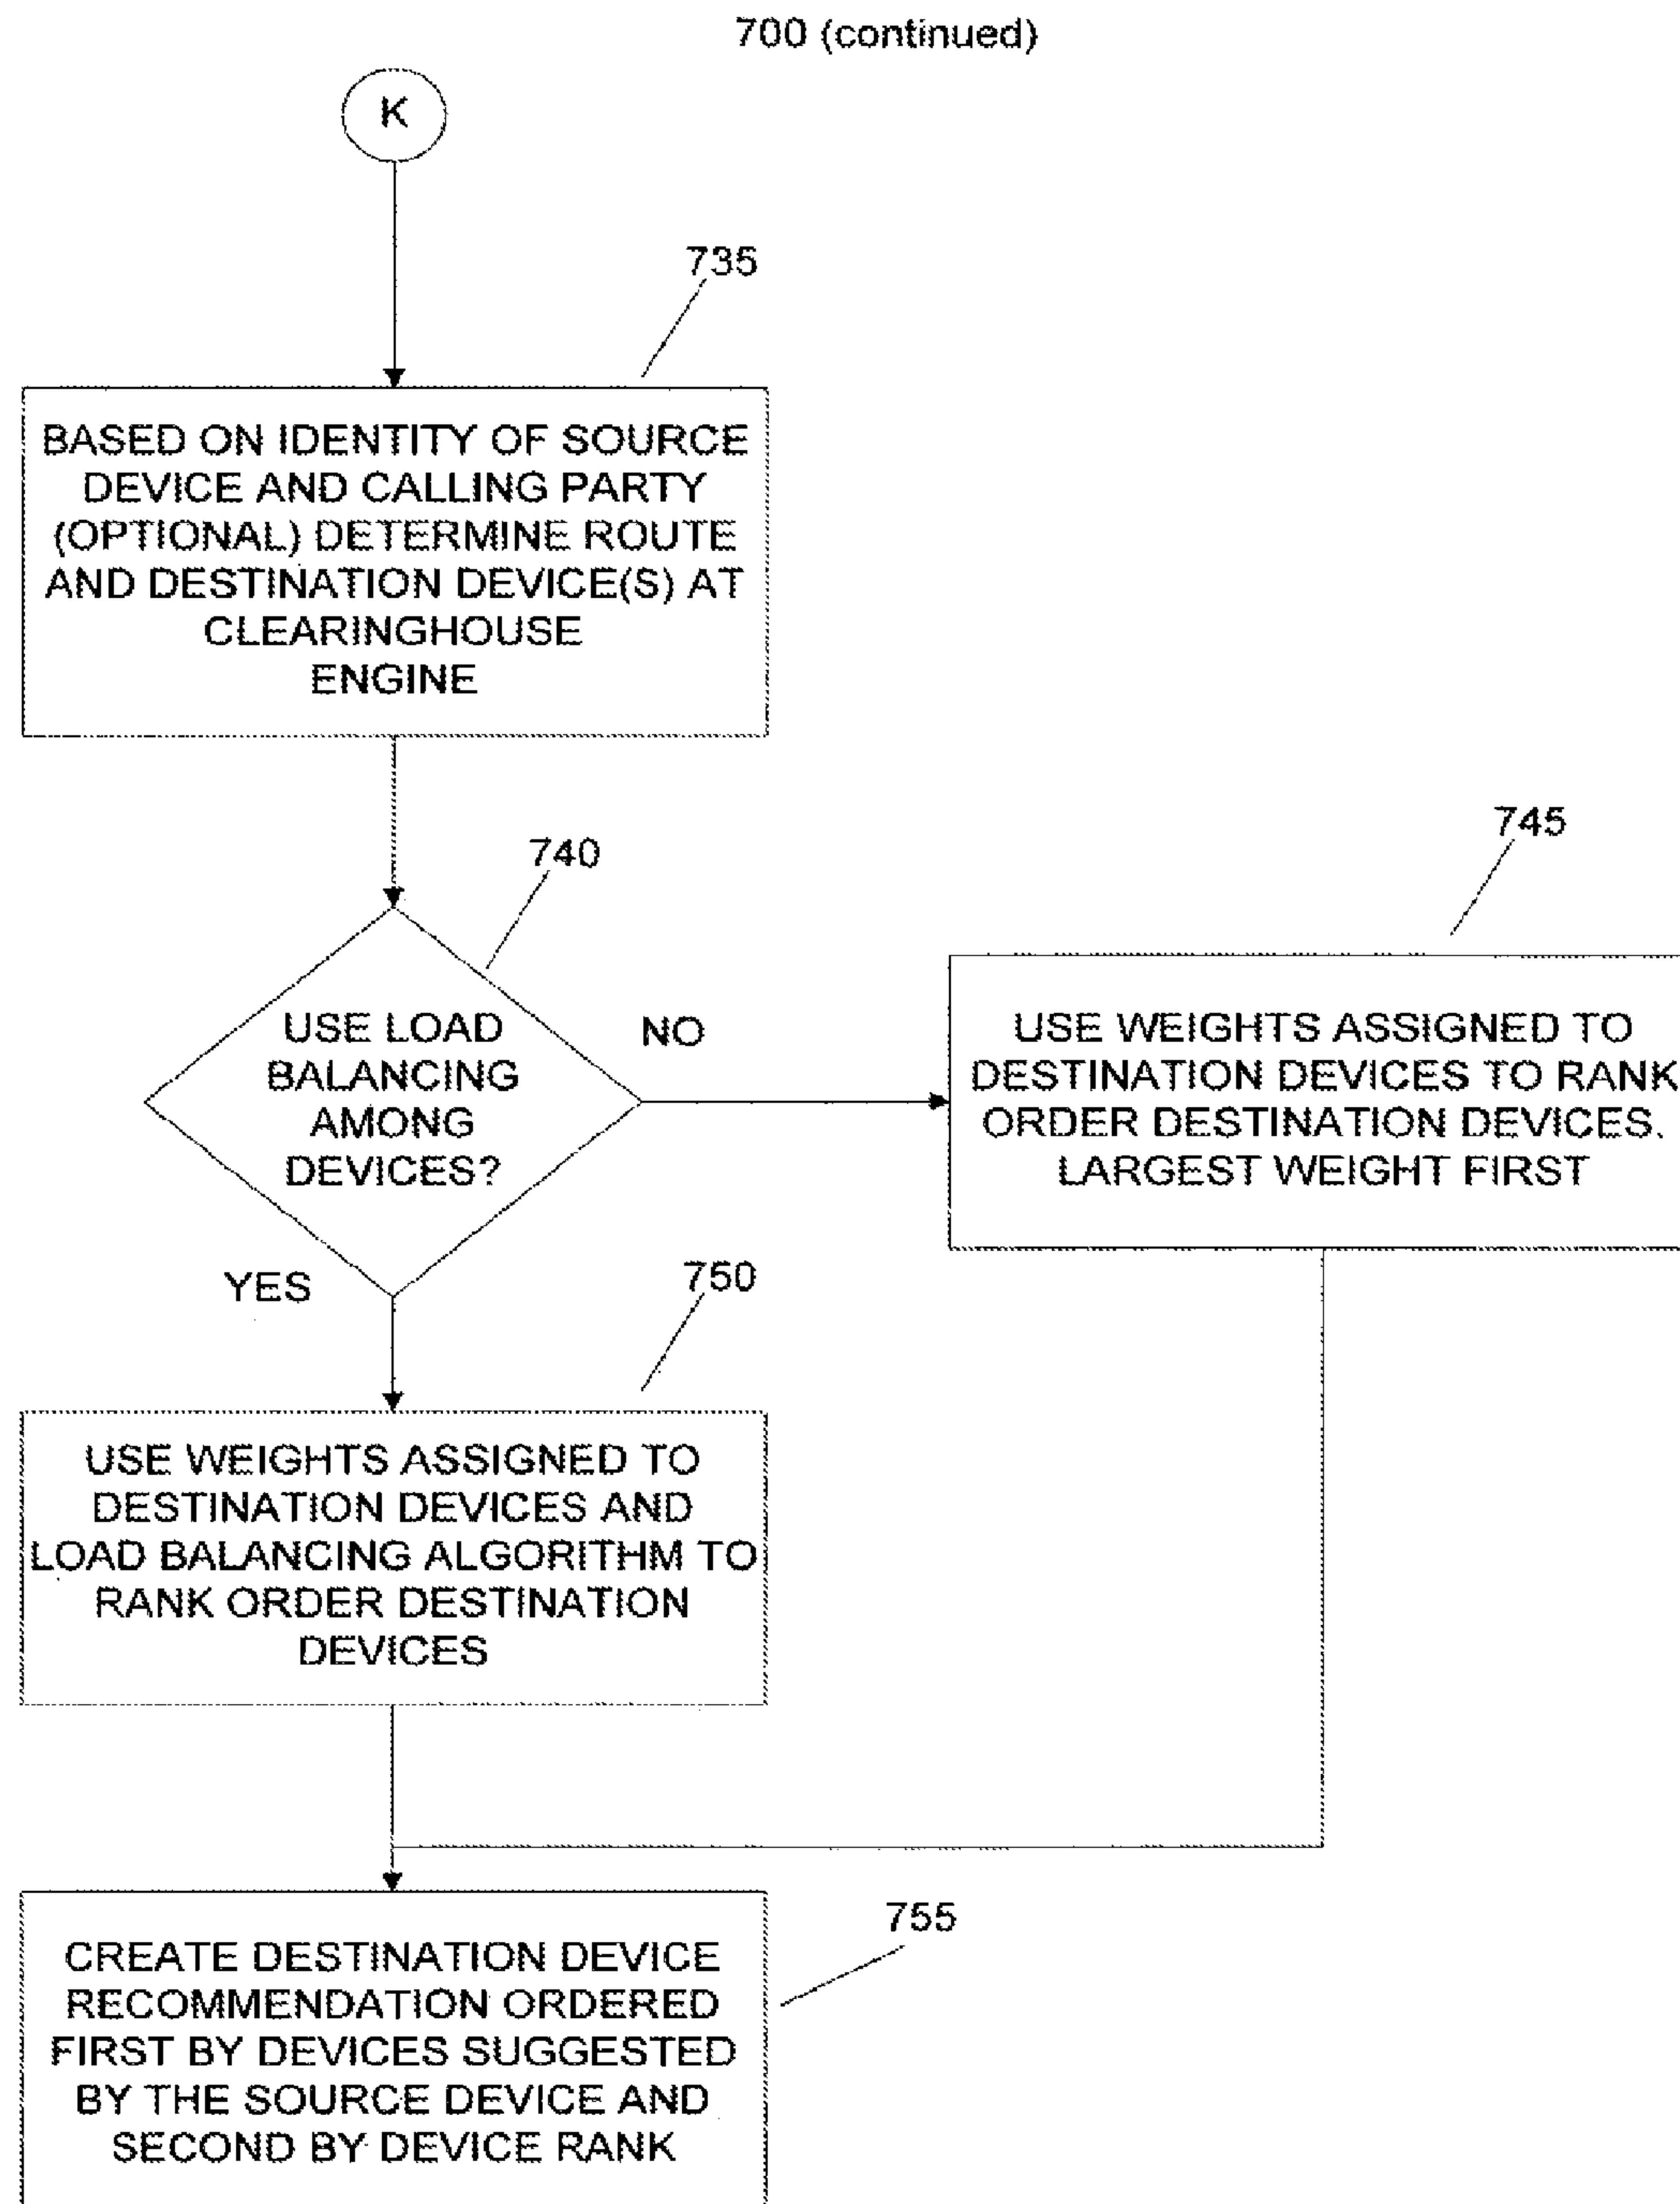 700 (continued)
K
735
BASED ON IDENTITY OF SOURCE
DEVICE AND CALLING PARTY
(OPTIONAL) DETERMINE ROUTE
AND DESTINATION DEVICE(S) AT
CLEARINGHOUSE
ENGINE
740
USE LOAD
BALANCING
AMONG
DEVICES?
NO
745
USE WEIGHTS ASSIGNED TO
DESTINATION DEVICES TO RANK
ORDER DESTINATION DEVICES.
LARGEST WEIGHT FIRST
YES
750
USE WEIGHTS ASSIGNED TO
DESTINATION DEVICES AND
LOAD BALANCING ALGORITHM TO
RANK ORDER DESTINATION
DEVICES
755
CREATE DESTINATION DEVICE
RECOMMENDATION ORDERED
FIRST BY DEVICES SUGGESTED
BY THE SOURCE DEVICE AND
SECOND BY DEVICE RANK